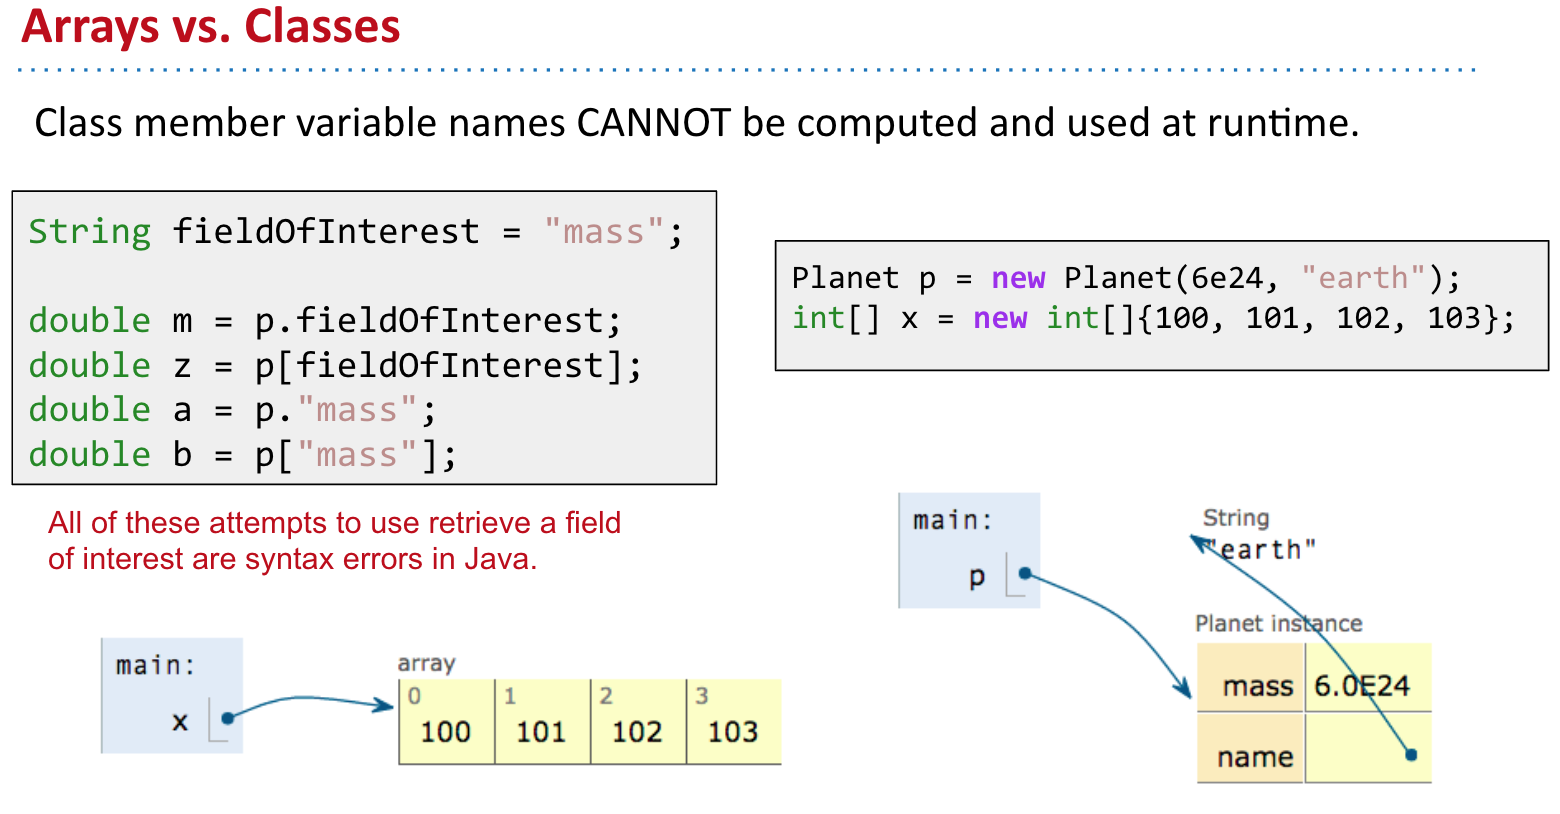 Arrays vs. Classes
Class member variable names CANNOT be computed and used at runtime.
String fieldOfInterest = "mass";
double m = p.fieldOfInterest;
double z = p[fieldOfInterest];
double a = p."mass";
double b = p["mass"];
All of these attempts to use retrieve a field
of interest are syntax errors in Java.
Planet p = new Planet(6e24, "earth");
int[] x = new int[]{100, 101, 102, 103};
main:
x
array
0 1 2 3
100 101 102 103
main:
p
String
"earth"
Planet instance
mass 6.0E24
name